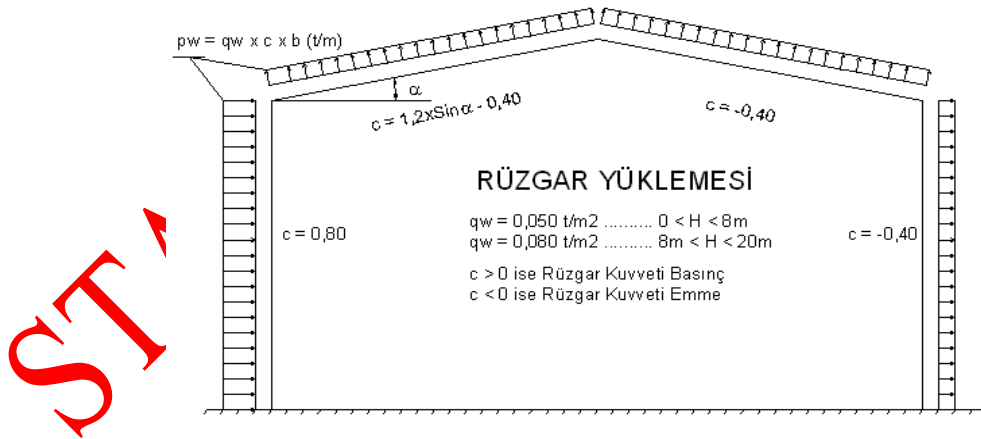 pw = qw x c x b (t/m)
α
c = 1,2xSinα - 0,40
c = -0,40
RÜZGAR YÜKLEMESİ
qw = 0,050 t/m2 .......... 0 < H < 8m
qw = 0,080 t/m2 .......... 8m < H < 20m
c = 0,80
c = -0,40
c > 0 ise Rüzgar Kuvveti Basınç
c < 0 ise Rüzgar Kuvveti Emme